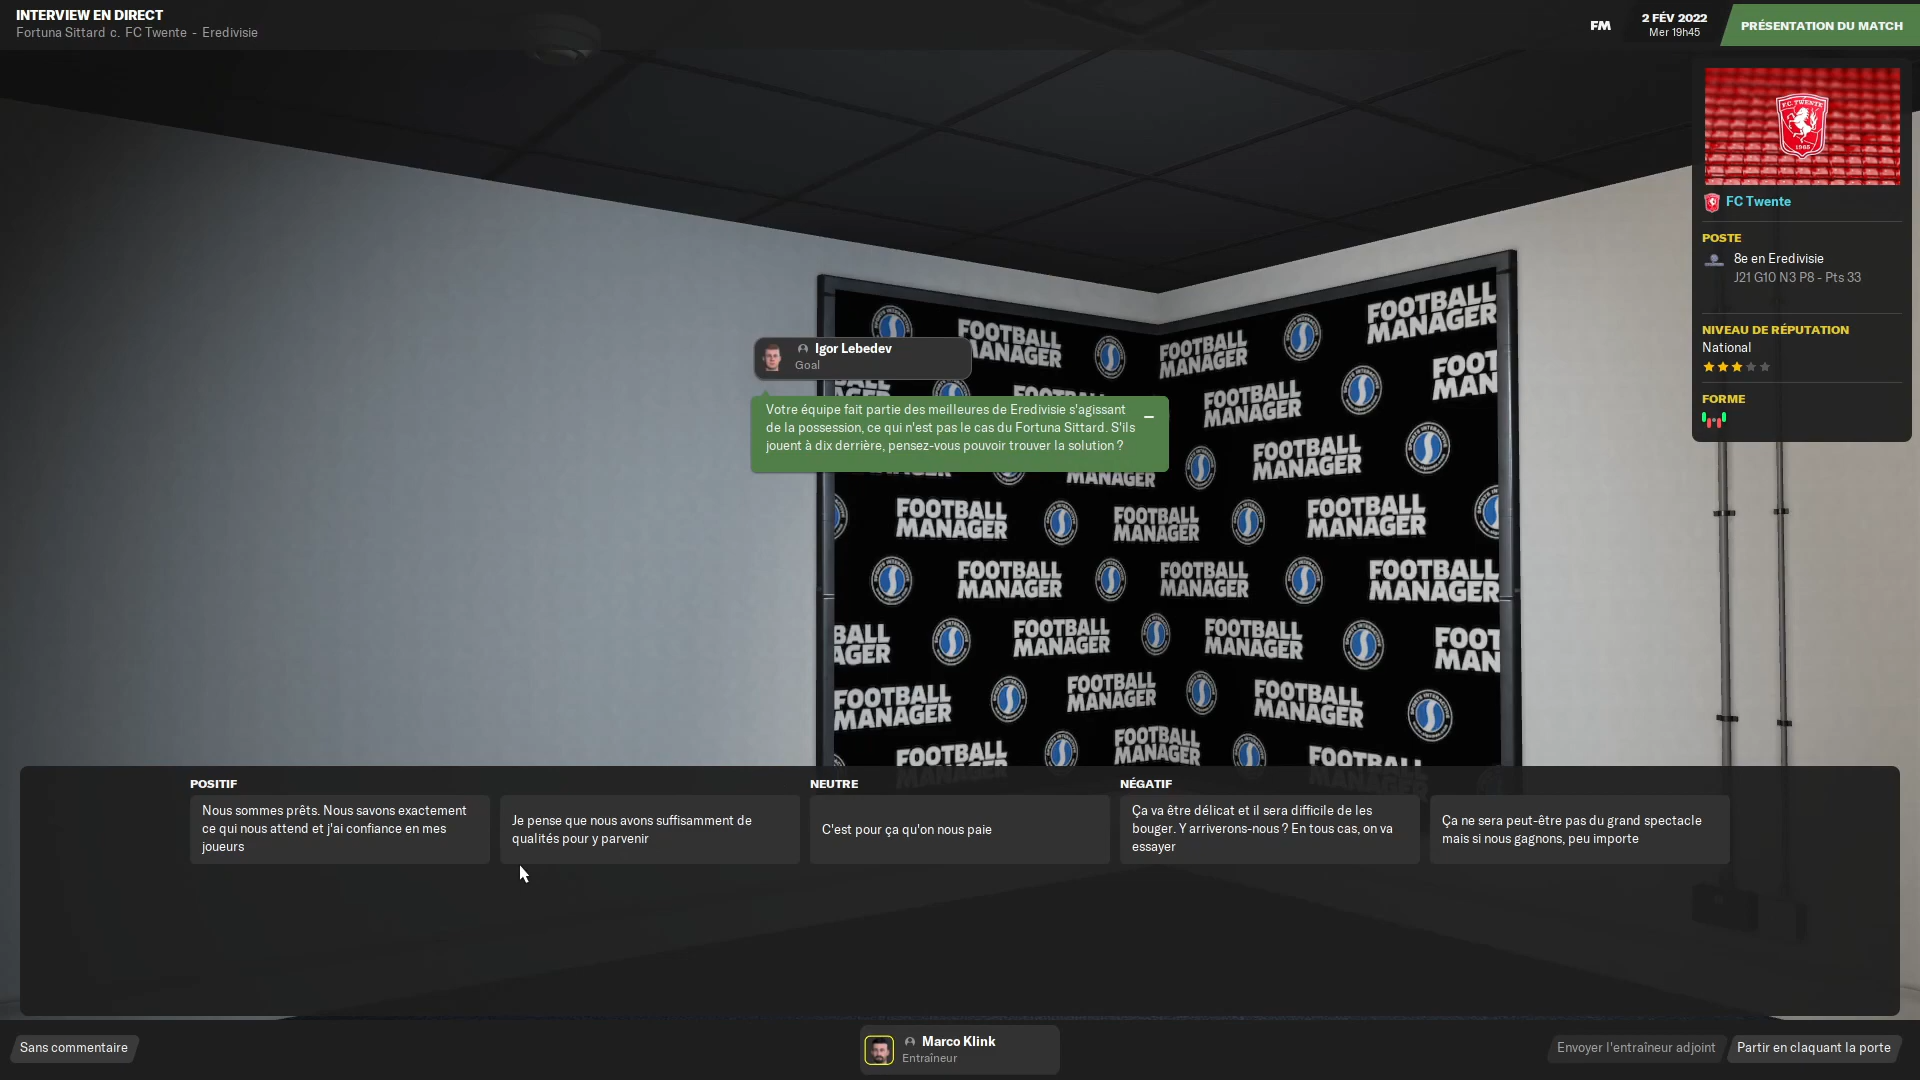 INTERVIEW EN DIRECT
Fortuna Sittard c. FC Twente - Eredivisie
FM
2 FÉV 2022
Mer 19h45
PRÉSENTATION DU MATCH
FC Twente
POSTE
8e en Eredivisie
J21 G10 N3 P8 - Pts 33
NIVEAU DE RÉPUTATION
National
FORME
Igor Lebedev
Goal
Votre équipe fait partie des meilleures de Eredivisie s'agissant
de la possession, ce qui n'est pas le cas du Fortuna Sittard. S'ils
jouent à dix derrière, pensez-vous pouvoir trouver la solution ?
FOOTBALL
MANAGER
POSITIF
Nous sommes prêts. Nous savons exactement
ce qui nous attend et j'ai confiance en mes
joueurs
Je pense que nous avons suffisamment de
qualités pour y parvenir
NEUTRE
C'est pour ça qu'on nous paie
NÉGATIF
Ça va être délicat et il sera difficile de les
bouger. Y arriverons-nous ? En tous cas, on va
essayer
Ça ne sera peut-être pas du grand spectacle
mais si nous gagnons, peu importe
Sans commentaire
Marco Klink
Entraîneur
Envoyer l'entraîneur adjoint
Partir en claquant la porte